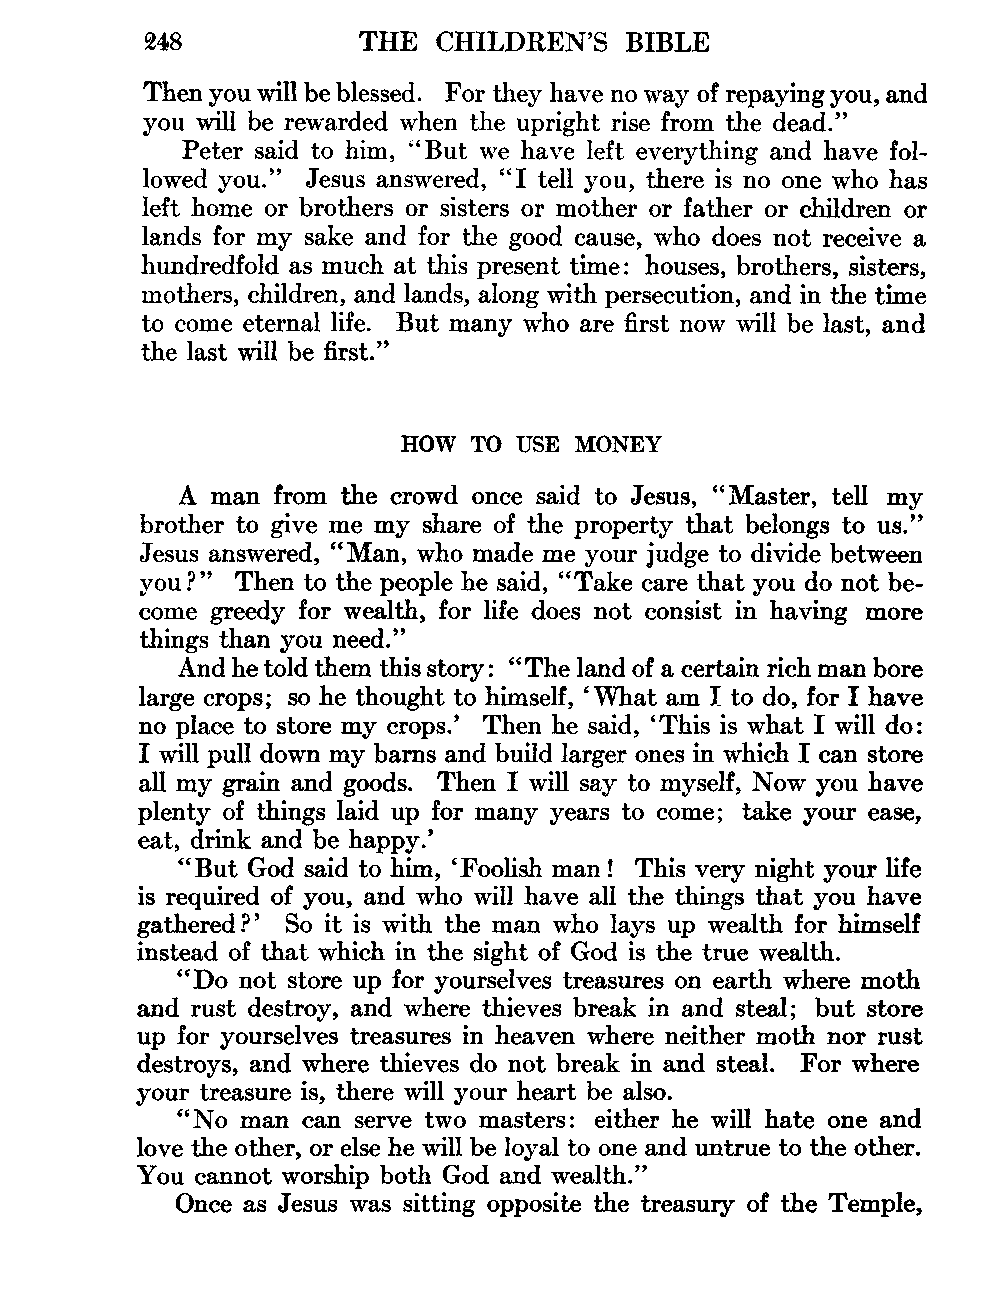 248 THE CHILDREN'S BIBLE
Then you will be blessed. For they have no way of repaying you, and
you will be rewarded when the upright rise from the dead.”
Peter said to him, “But we have left everything and have fol-
lowed you.” Jesus answered, “I tell you, there is no one who has
left home or brothers or sisters or mother or father or children or
lands for my sake and for the good cause, who does not receive a
hundredfold as much at this present time: houses, brothers, sisters,
mothers, children, and lands, along with persecution, and in the time
to come eternal life. But many who are first now will be last, and
the last will be first.”
HOW TO USE MONEY
A man from the crowd once said to Jesus, “Master, tell my
brother to give me my share of the property that belongs to us.”
Jesus answered, “Man, who made me your judge to divide between
you?” Then to the people he said, “Take care that you do not be-
come greedy for wealth, for life does not consist in having more
things than you need.”
And he told them this story: “The land of a certain rich man bore
large crops; so he thought to himself, ‘What am I to do, for I have
no place to store my crops.’ Then he said, ‘This is what I will do:
I will pull down my barns and build larger ones in which I can store
all my grain and goods. Then I will say to myself, Now you have
plenty of things laid up for many years to come; take your ease,
eat, drink and be happy.’
“But God said to him, ‘Foolish man! This very night your life
is required of you, and who will have all the things that you have
gathered?’ So it is with the man who lays up wealth for himself
instead of that which in the sight of God is the true wealth.
“Do not store up for yourselves treasures on earth where moth
and rust destroy, and where thieves break in and steal; but store
up for yourselves treasures in heaven where neither moth nor rust
destroys, and where thieves do not break in and steal. For where
your treasure is, there will your heart be also.
“No man can serve two masters: either he will hate one and
love the other, or else he will be loyal to one and untrue to the other.
You cannot worship both God and wealth.”
Once as Jesus was sitting opposite the treasury of the Temple,